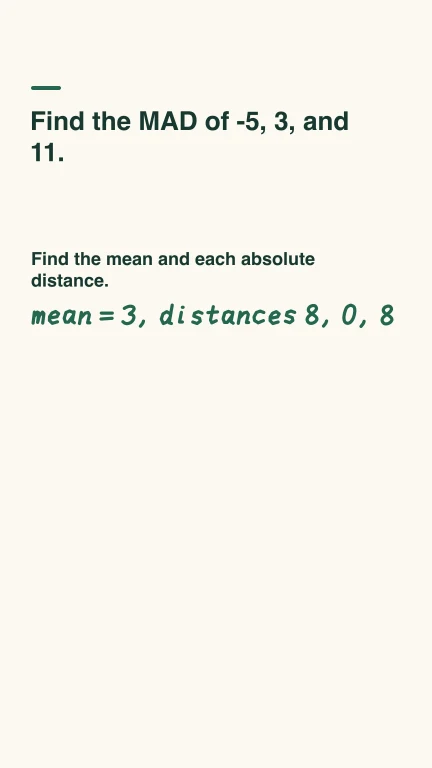 Find the MAD of -5, 3, and
11.
Find the mean and each absolute
distance.
mean = 3, distances 8, 0, 8